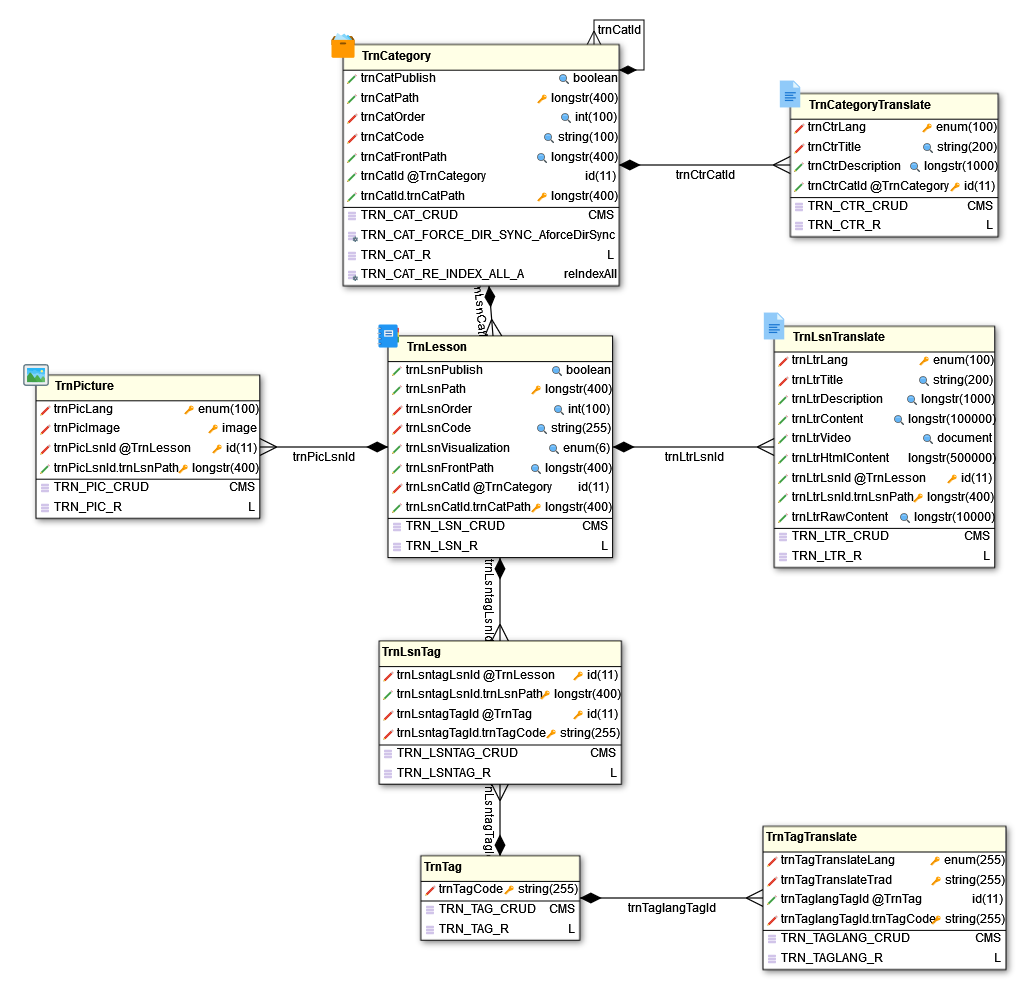 trnCatId
TrnCategory
trnCatPublish boolean
trnCatPath longstr(400)
trnCatOrder int(100)
trnCatCode string(100)
trnCatFrontPath longstr(400)
trnCatId @TrnCategory id(11)
trnCatId.trnCatPath longstr(400)
TRN_CAT_CRUD CMS
TRN_CAT_FORCE_DIR_SYNC_AforceDirSync
TRN_CAT_R L
TRN_CAT_RE_INDEX_ALL_A reIndexAll
trnCtrCatId
TrnCategoryTranslate
trnCtrLang enum(100)
trnCtrTitle string(200)
trnCtrDescription longstr(1000)
trnCtrCatId @TrnCategory id(11)
TRN_CTR_CRUD CMS
TRN_CTR_R L
TrnLesson
trnLsnPublish boolean
trnLsnPath longstr(400)
trnLsnOrder int(100)
trnLsnCode string(255)
trnLsnVisualization enum(6)
trnLsnFrontPath longstr(400)
trnLsnCatId @TrnCategory id(11)
trnLsnCatId.trnCatPath longstr(400)
TRN_LSN_CRUD CMS
TRN_LSN_R L
TrnPicture
trnPicLang enum(100)
trnPicImage image
trnPicLsnId @TrnLesson id(11)
trnPicLsnId.trnLsnPath longstr(400)
TRN_PIC_CRUD CMS
TRN_PIC_R L
trnPicLsnId
trnLtrLsnId
TrnLsnTranslate
trnLtrLang enum(100)
trnLtrTitle string(200)
trnLtrDescription longstr(1000)
trnLtrContent longstr(100000)
trnLtrVideo document
trnLtrHtmlContent longstr(500000)
trnLtrLsnId @TrnLesson id(11)
trnLtrLsnId.trnLsnPath longstr(400)
trnLtrRawContent longstr(10000)
TRN_LTR_CRUD CMS
TRN_LTR_R L
TrnLsnTag
trnLsntagLsnId @TrnLesson id(11)
trnLsntagLsnId.trnLsnPath longstr(400)
trnLsntagTagId @TrnTag id(11)
trnLsntagTagId.trnTagCode string(255)
TRN_LSNTAG_CRUD CMS
TRN_LSNTAG_R L
TrnTag
trnTagCode string(255)
TRN_TAG_CRUD CMS
TRN_TAG_R L
trnTaglangTagId
TrnTagTranslate
trnTagTranslateLang enum(255)
trnTagTranslateTrad string(255)
trnTaglangTagId @TrnTag id(11)
trnTaglangTagId.trnTagCode string(255)
TRN_TAGLANG_CRUD CMS
TRN_TAGLANG_R L